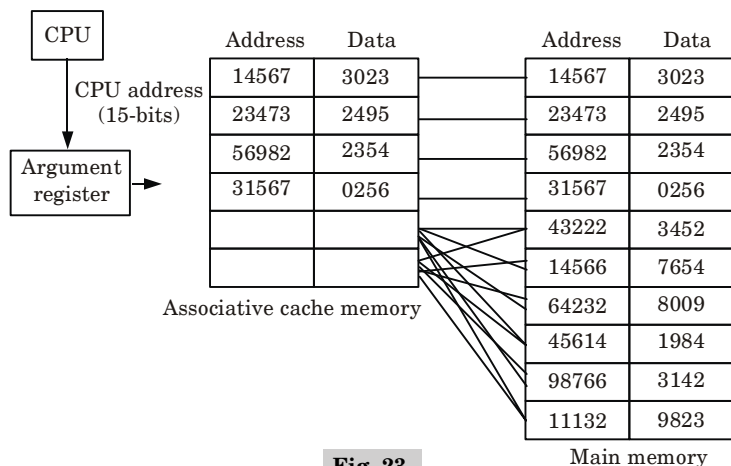 CPU
CPU address
(15-bits)
Argument
register
Address Data
14567 3023
23473 2495
56982 2354
31567 0256
Associative cache memory
Address Data
14567 3023
23473 2495
56982 2354
31567 0256
43222 3452
14566 7654
64232 8009
45614 1984
98766 3142
11132 9823
Main memory
Fig. 23